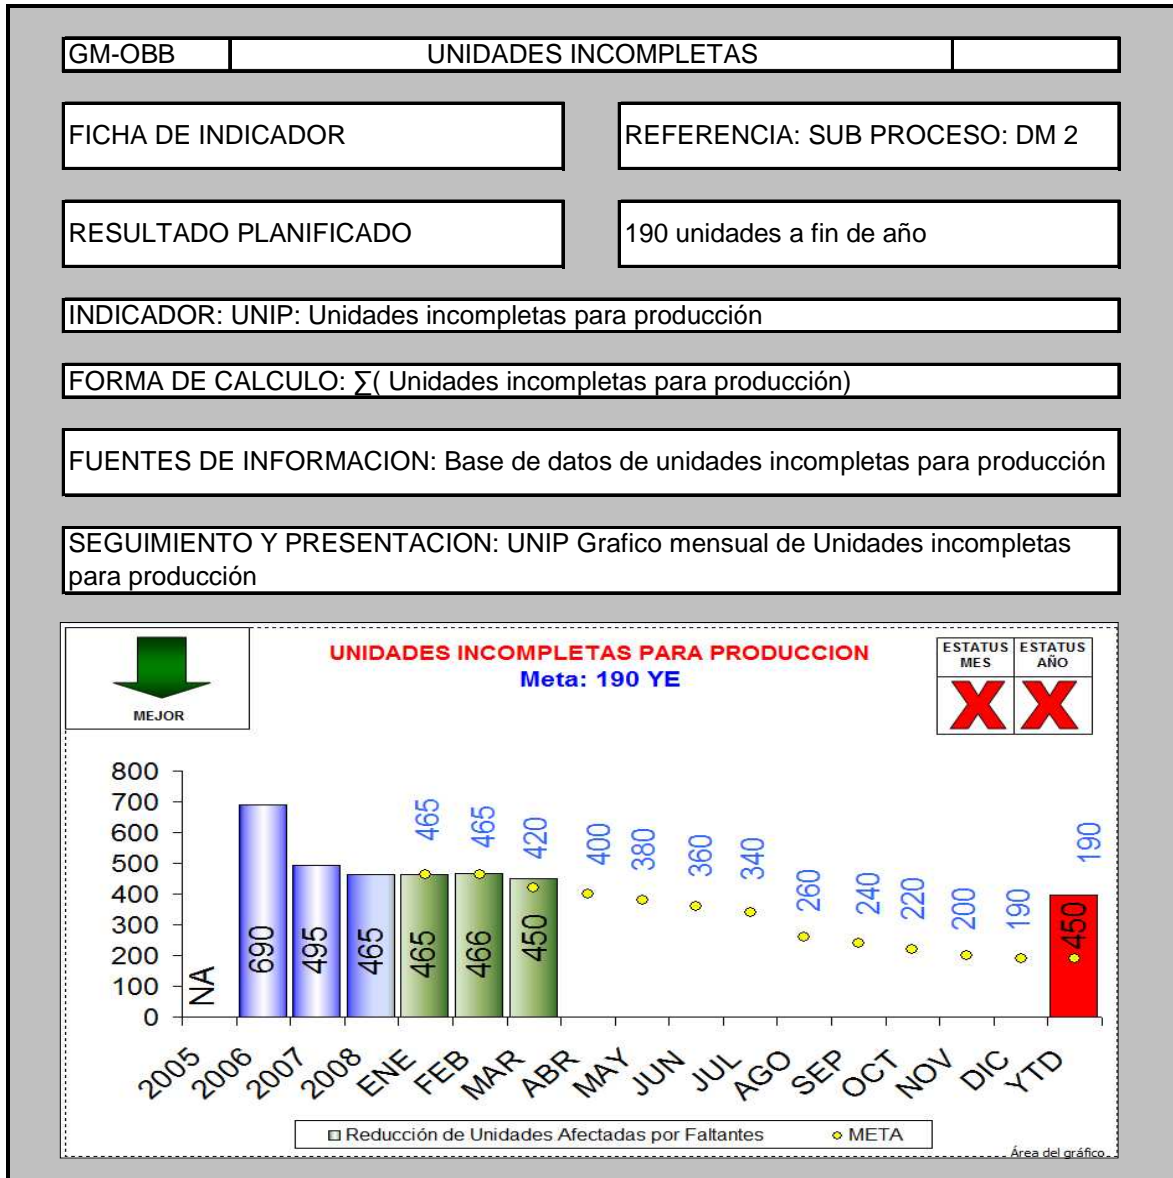 GM-OBB UNIDADES INCOMPLETAS
FICHA DE INDICADOR
REFERENCIA: SUB PROCESO: DM 2
RESULTADO PLANIFICADO
190 unidades a fin de año
INDICADOR: UNIP: Unidades incompletas para producción
FORMA DE CALCULO: ∑( Unidades incompletas para producción)
FUENTES DE INFORMACION: Base de datos de unidades incompletas para producción
SEGUIMIENTO Y PRESENTACION: UNIP Grafico mensual de Unidades incompletas
para producción
MEJOR
UNIDADES INCOMPLETAS PARA PRODUCCION
Meta: 190 YE
ESTATUS MES
ESTATUS AÑO
X X
800
700
600
500
400
300
200
100
0
465 465 420 400 380 360 340 260 240 220 200 190 190
NA 690 495 465 465 466 450 450
2005 2006 2007 2008 ENE FEB MAR ABR MAY JUN JUL AGO SEP OCT NOV DIC YTD
Reducción de Unidades Afectadas por Faltantes META
Área del gráfico